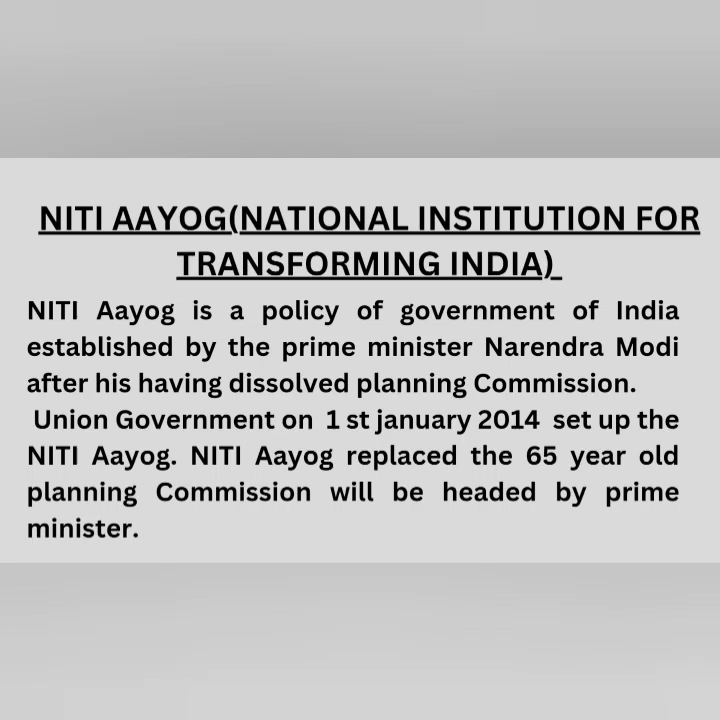 NITI AAYOG(NATIONAL INSTITUTION FOR
TRANSFORMING INDIA)
NITI Aayog is a policy of government of India
established by the prime minister Narendra Modi
after his having dissolved planning Commission.
Union Government on 1 st january 2014 set up the
NITI Aayog. NITI Aayog replaced the 65 year old
planning Commission will be headed by prime
minister.